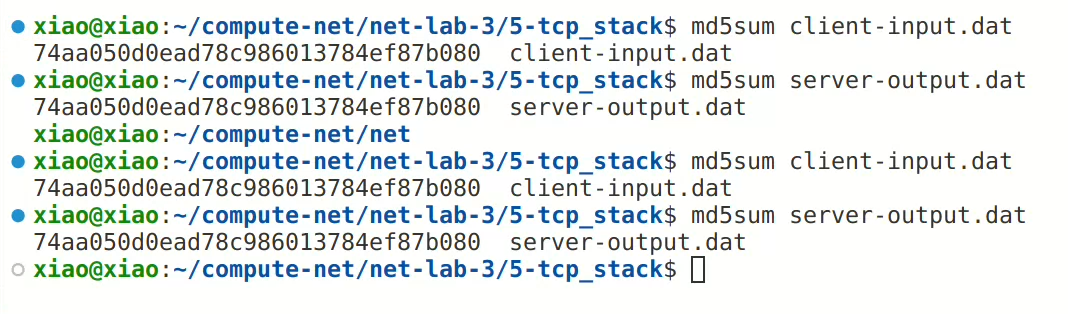 xiao@xiao:~/compute-net/net-lab-3/5-tcp_stack$ md5sum client-input.dat
74aa050d0ead78c986013784ef87b080  client-input.dat
xiao@xiao:~/compute-net/net-lab-3/5-tcp_stack$ md5sum server-output.dat
74aa050d0ead78c986013784ef87b080  server-output.dat
xiao@xiao:~/compute-net/net
xiao@xiao:~/compute-net/net-lab-3/5-tcp_stack$ md5sum client-input.dat
74aa050d0ead78c986013784ef87b080  client-input.dat
xiao@xiao:~/compute-net/net-lab-3/5-tcp_stack$ md5sum server-output.dat
74aa050d0ead78c986013784ef87b080  server-output.dat
xiao@xiao:~/compute-net/net-lab-3/5-tcp_stack$